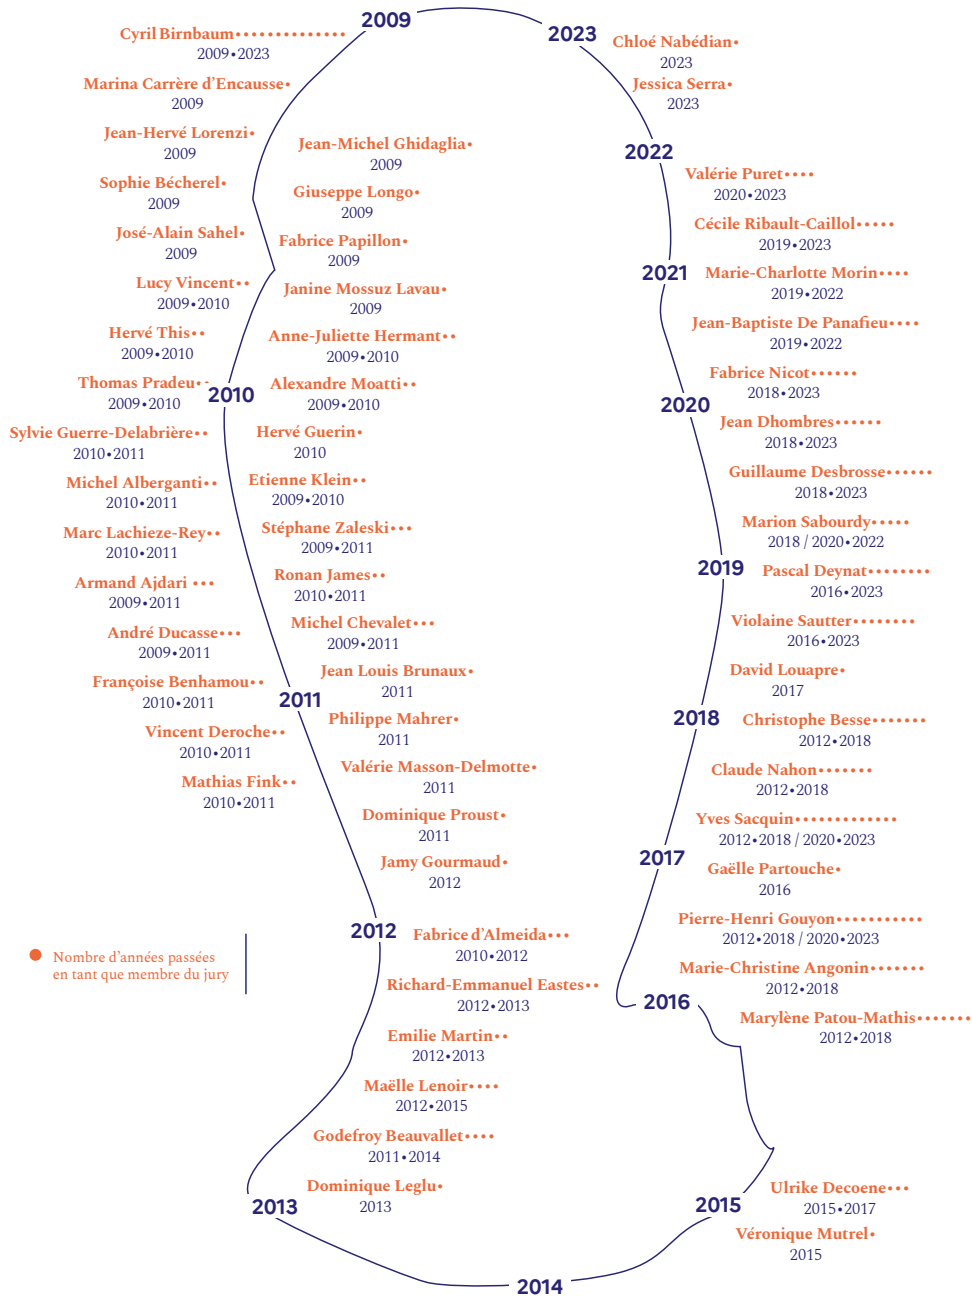 2009
Cyril Birnbaum
2009•2023
Marina Carrère d'Encausse
2009
Jean-Hervé Lorenzi
2009
Sophie Bécherel
2009
José-Alain Sahel
2009
Lucy Vincent
2009•2010
Hervé This
2009•2010
Thomas Pradeu
2009•2010
Sylvie Guerre-Delabrière
2010•2011
Michel Alberganti
2010•2011
Marc Lachieze-Rey
2010•2011
Armand Ajdari
2009•2011
André Ducasse
2009•2011
Françoise Benhamou
2010•2011
Vincent Deroche
2010•2011
Mathias Fink
2010•2011
Jean-Michel Ghidaglia
2009
Giuseppe Longo
2009
Fabrice Papillon
2009
Janine Mossuz Lavau
2009
Anne-Juliette Hermant
2009•2010
2010
Alexandre Moatti
2009•2010
Hervé Guerin
2010
Etienne Klein
2009•2010
Stéphane Zaleski
2009•2011
Ronan James
2010•2011
Michel Chevalet
2009•2011
Jean Louis Brunaux
2011
2011
Philippe Mahrer
2011
Valérie Masson-Delmotte
2011
Dominique Proust
2011
Jamy Gourmaud
2012
2012
Fabrice d'Almeida
2010•2012
Richard-Emmanuel Eastes
2012•2013
Emilie Martin
2012•2013
Maëlle Lenoir
2012•2015
Godefroy Beauvallet
2011•2014
Dominique Leglu
2013
2013
2014
Nombre d'années passées
en tant que membre du jury
2023
Chloé Nabédian
2023
Jessica Serra
2023
2022
Valérie Puret
2020•2023
Cécile Ribault-Caillol
2019•2023
2021
Marie-Charlotte Morin
2019•2022
Jean-Baptiste De Panafieu
2019•2022
Fabrice Nicot
2018•2023
2020
Jean Dhombres
2018•2023
Guillaume Desbrosse
2018•2023
Marion Sabourdy
2018 / 2020•2022
2019
Pascal Deynat
2016•2023
Violaine Sautter
2016•2023
David Louapre
2017
2018
Christophe Besse
2012•2018
Claude Nahon
2012•2018
Yves Sacquin
2012•2018 / 2020•2023
2017
Gaëlle Partouche
2016
Pierre-Henri Gouyon
2012•2018 / 2020•2023
Marie-Christine Angonin
2012•2018
2016
Marylène Patou-Mathis
2012•2018
2015
Ulrike Decoene
2015•2017
Véronique Mutrel
2015